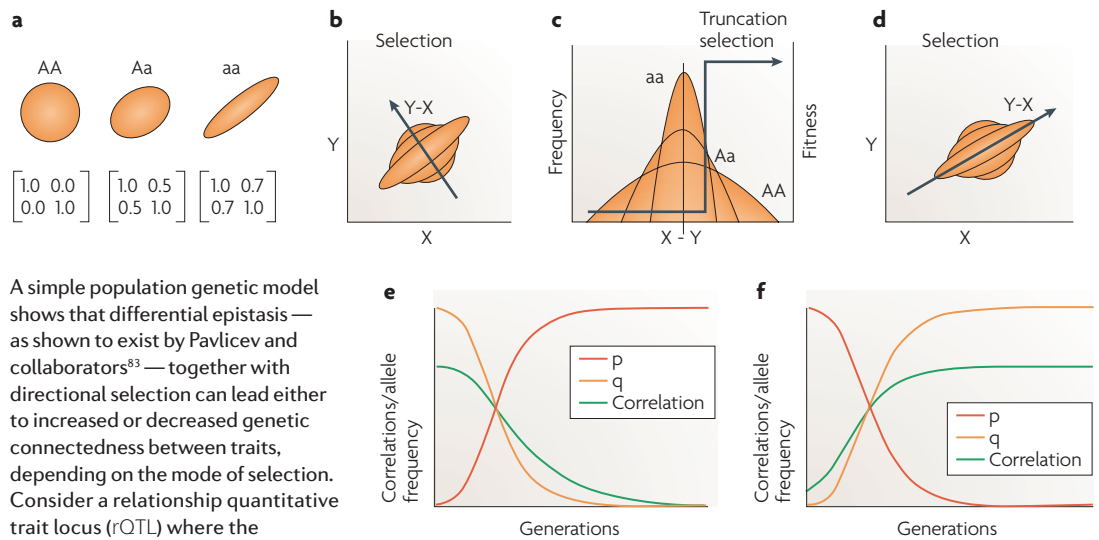 a
AA Aa aa
[1.0 0.0
0.0 1.0]
[1.0 0.5
0.5 1.0]
[1.0 0.7
0.7 1.0]
b
Selection
Y-X
Y
X
c
Truncation
selection
aa
Frequency
Aa
AA
Fitness
X - Y
d
Selection
Y-X
Y
X
A simple population genetic model
shows that differential epistasis —
as shown to exist by Pavlicev and
collaborators⁸³ — together with
directional selection can lead either
to increased or decreased genetic
connectedness between traits,
depending on the mode of selection.
Consider a relationship quantitative
trait locus (rQTL) where the
e
Correlations/allele
frequency
p
q
Correlation
Generations
f
Correlations/allele
frequency
p
q
Correlation
Generations